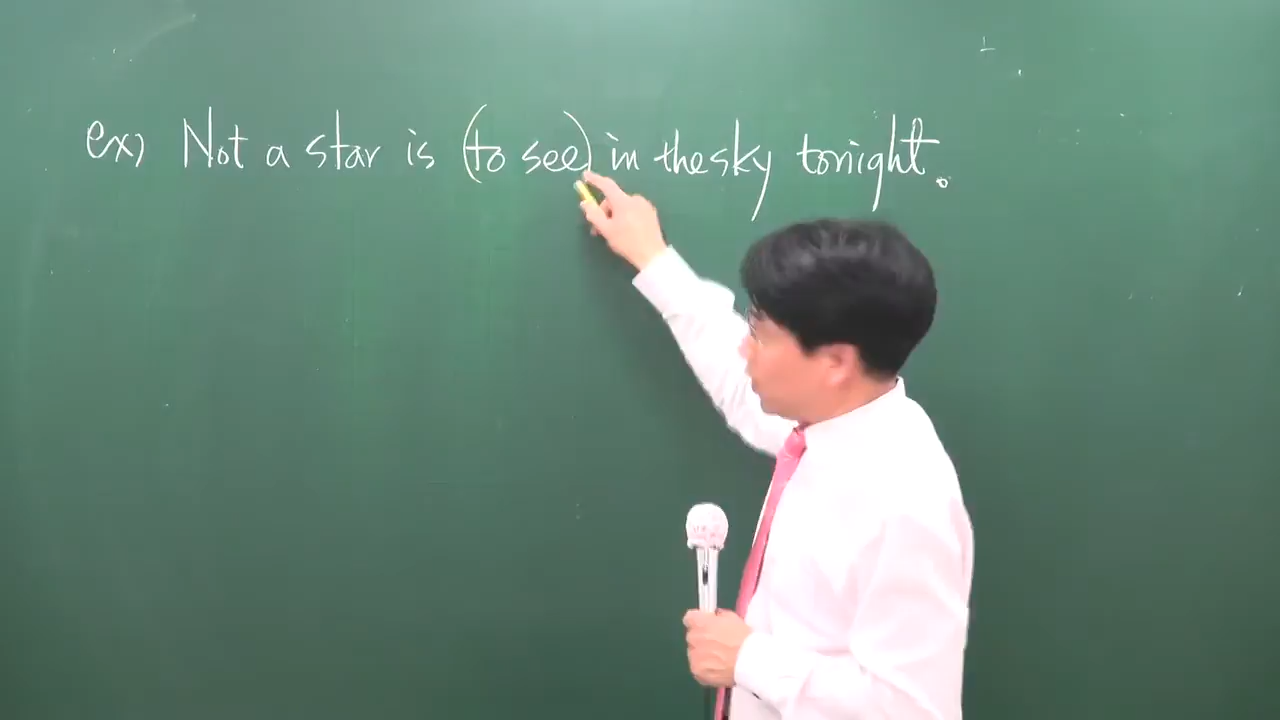 ex) Not a star is (to see) in the sky tonight.